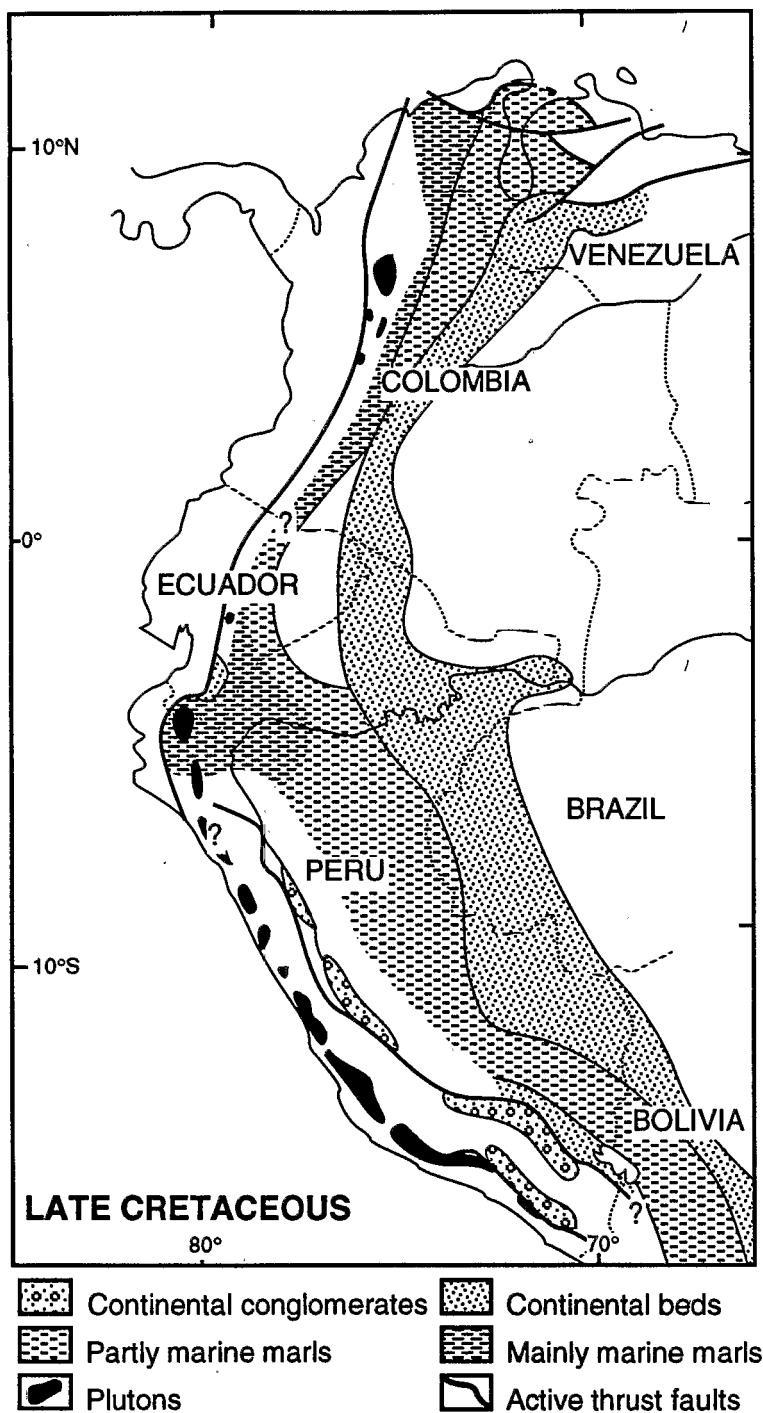 10°N
VENEZUELA
COLOMBIA
?
0°
ECUADOR
BRAZIL
?
PERU
10°S
BOLIVIA
LATE CRETACEOUS
?
80°
70°
Continental conglomerates
Continental beds
Partly marine marls
Mainly marine marls
Plutons
Active thrust faults